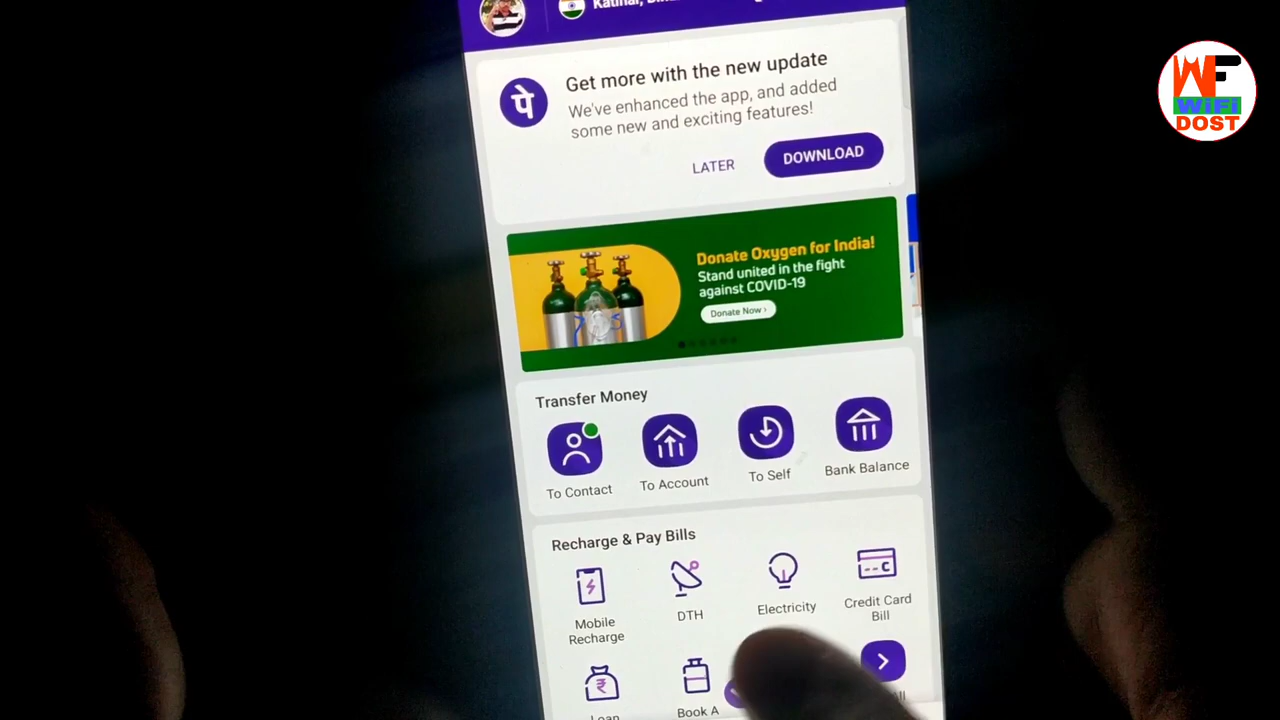 Katihar,
Get more with the new update
We've enhanced the app, and added
some new and exciting features!
LATER
DOWNLOAD
पे
Donate Oxygen for India!
Stand united in the fight
against COVID-19
Donate Now ›
Transfer Money
To Contact
To Account
To Self
Bank Balance
Recharge & Pay Bills
Mobile
Recharge
DTH
Electricity
Credit Card
Bill
Book A
WF
WiFi
DOST